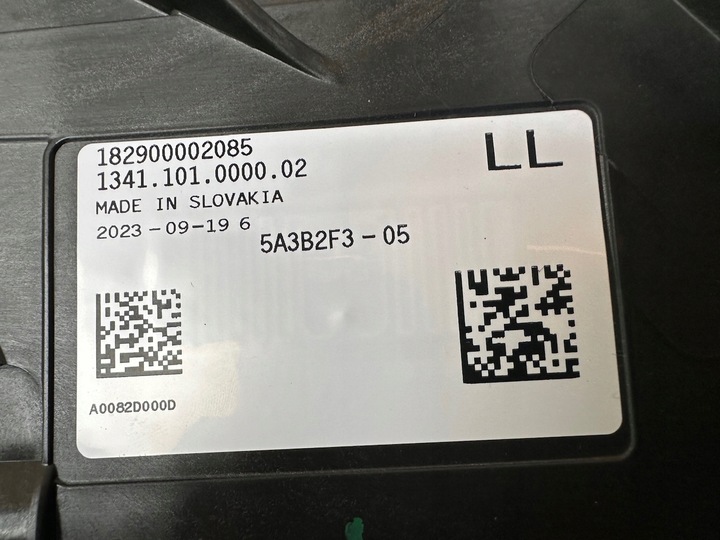 182900002085
1341.101.0000.02
LL
MADE IN SLOVAKIA
2023-09-19 6
5A3B2F3-05
A0082D000D